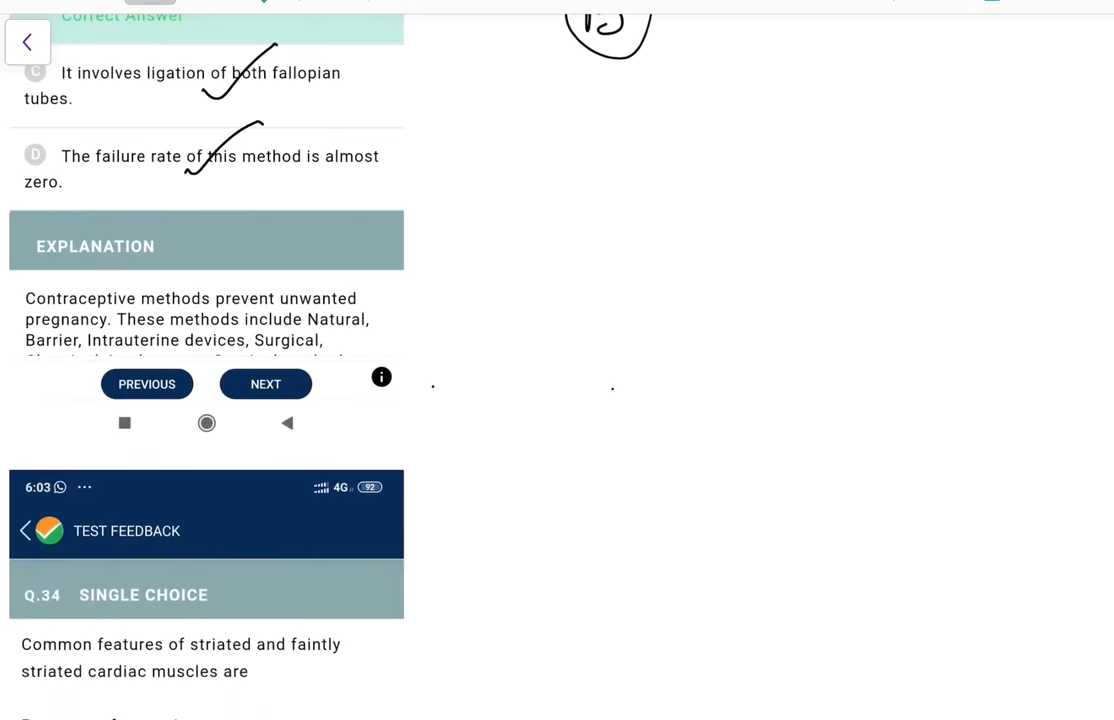 Correct Answer
C It involves ligation of both fallopian
tubes.
D The failure rate of this method is almost
zero.
EXPLANATION
Contraceptive methods prevent unwanted
pregnancy. These methods include Natural,
Barrier, Intrauterine devices, Surgical,
PREVIOUS NEXT
6:03 4G 92
TEST FEEDBACK
Q.34 SINGLE CHOICE
Common features of striated and faintly
striated cardiac muscles are